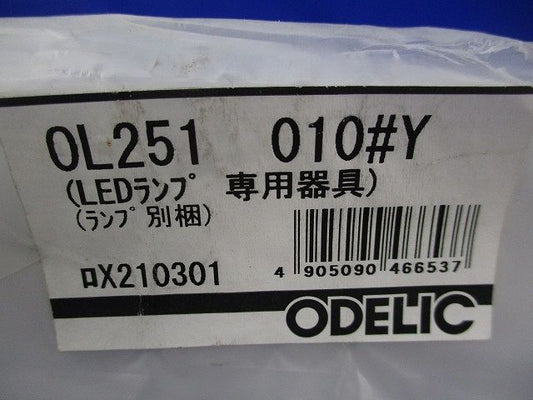 OL251 010#Y
(LEDﾗﾝﾌﾟ 専用器具)
(ﾗﾝﾌﾟ別梱)
ﾛX210301
4 905090 466537
ODELIC